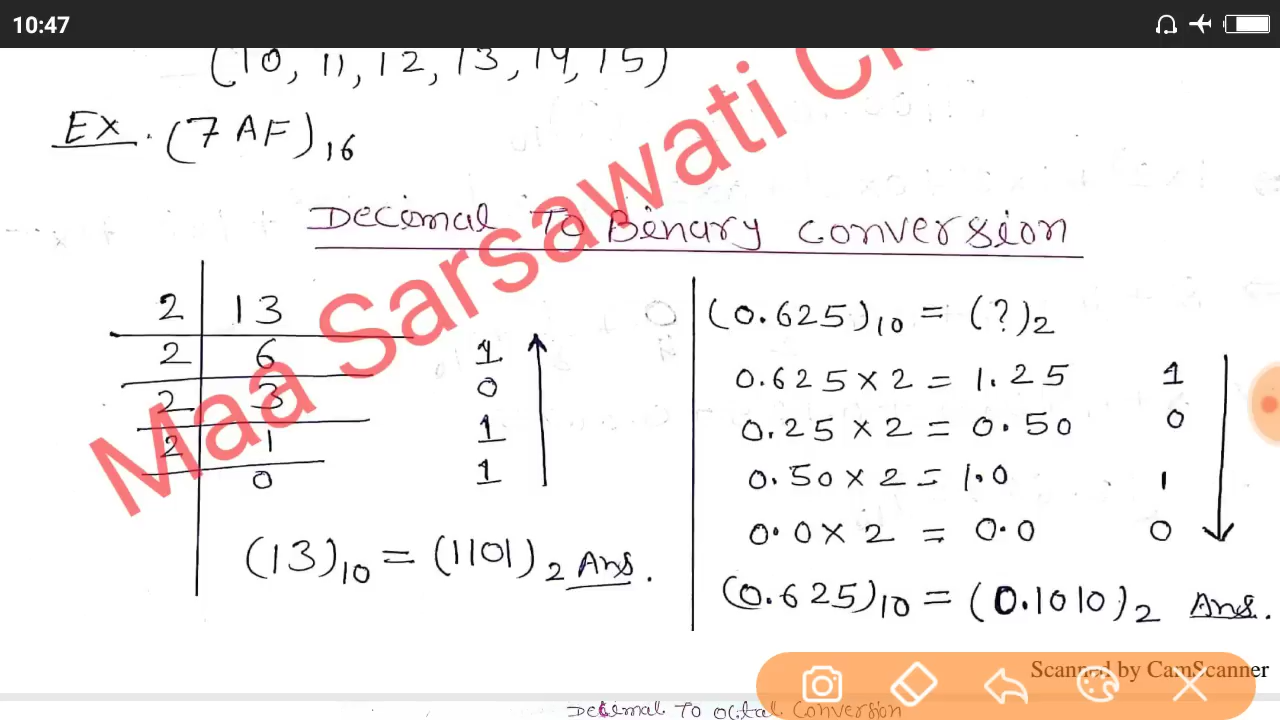 10:47
(10, 11, 12, 13, 14, 15)
Ex. (7AF)16
Maa Sarsawati
Decimal To Binary Conversion
2 13
2 6 1
2 3 0
2 1 1
0 1
(13)10 = (1101)2 Ans.
(0.625)10 = (?)2
0.625 × 2 = 1.25 1
0.25 × 2 = 0.50 0
0.50 × 2 = 1.0 1
0.0 × 2 = 0.0 0
(0.625)10 = (0.1010)2 Ans.
Scanned by CamScanner
Decimal To Octal Conversion